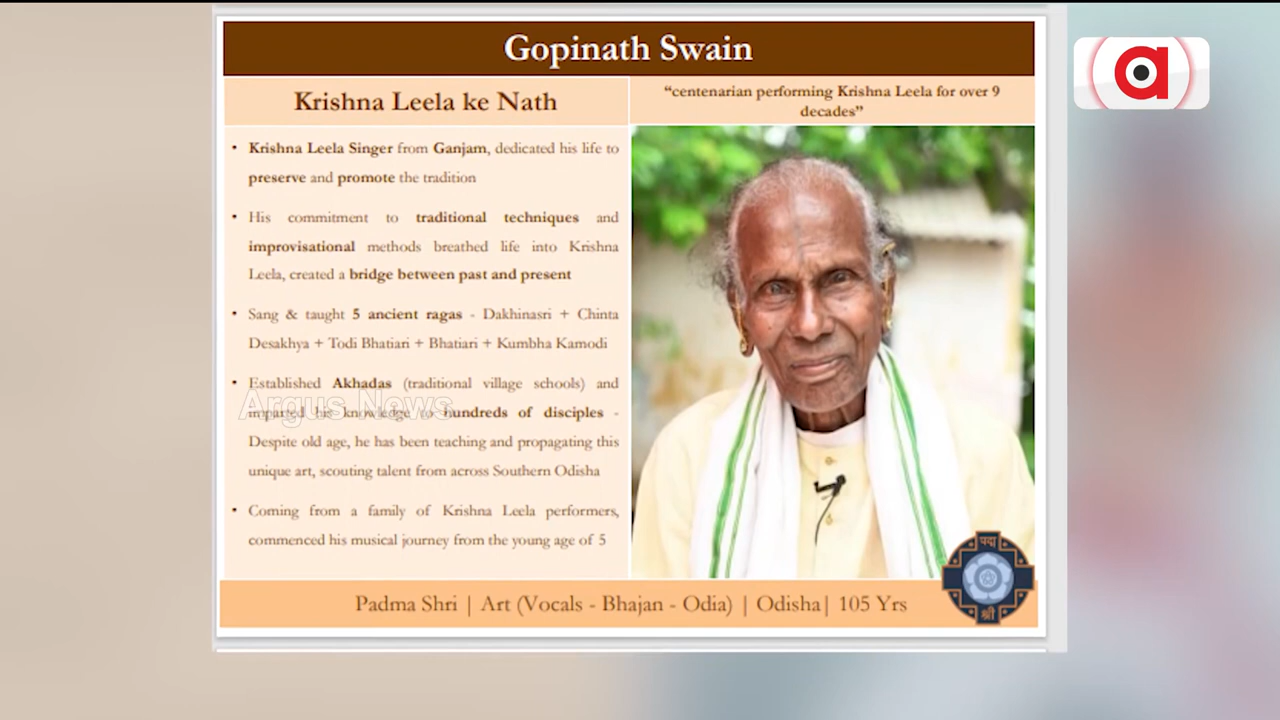 Gopinath Swain
Krishna Leela ke Nath
“centenarian performing Krishna Leela for over 9
decades”
• Krishna Leela Singer from Ganjam, dedicated his life to
preserve and promote the tradition
• His commitment to traditional techniques and
improvisational methods breathed life into Krishna
Leela, created a bridge between past and present
• Sang & taught 5 ancient ragas - Dakhinasri + Chinta
Desakhya + Todi Bhatiari + Bhatiari + Kumbha Kamodi
• Established Akhadas (traditional village schools) and
imparted his knowledge to hundreds of disciples -
Despite old age, he has been teaching and propagating this
unique art, scouting talent from across Southern Odisha
• Coming from a family of Krishna Leela performers,
commenced his musical journey from the young age of 5
Argus News
पद्म
श्री
Padma Shri | Art (Vocals - Bhajan - Odia) | Odisha| 105 Yrs
a